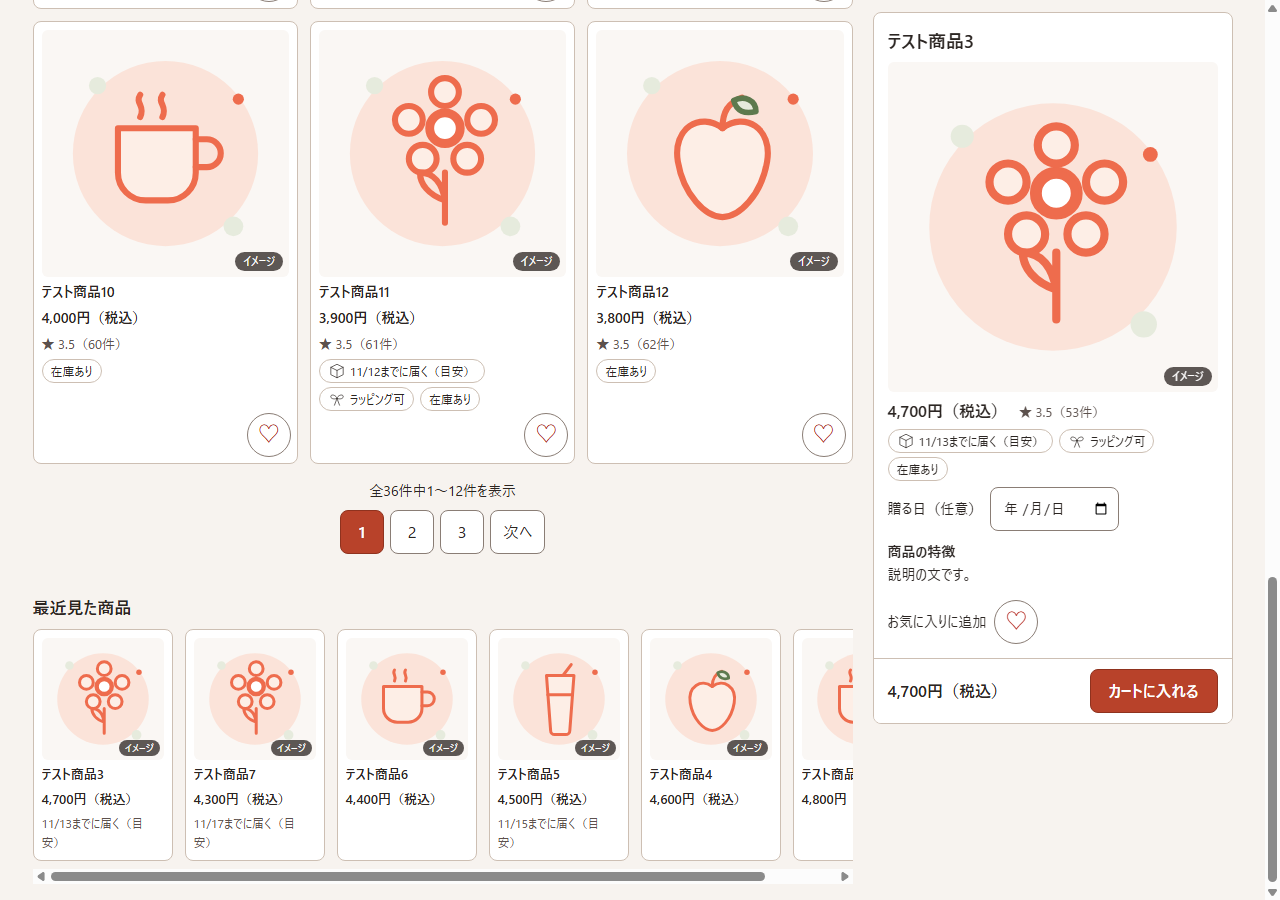 イメージ
テスト商品10
4,000円（税込）
★ 3.5（60件）
在庫あり
♡
イメージ
テスト商品11
3,900円（税込）
★ 3.5（61件）
11/12までに届く（目安）
ラッピング可
在庫あり
♡
イメージ
テスト商品12
3,800円（税込）
★ 3.5（62件）
在庫あり
♡
全36件中1～12件を表示
1 2 3 次へ
最近見た商品
イメージ
テスト商品3
4,700円（税込）
11/13までに届く（目
安）
イメージ
テスト商品7
4,300円（税込）
11/17までに届く（目
安）
イメージ
テスト商品6
4,400円（税込）
イメージ
テスト商品5
4,500円（税込）
11/15までに届く（目
安）
イメージ
テスト商品4
4,600円（税込）
テスト商品
4,800円
テスト商品3
イメージ
4,700円（税込） ★ 3.5（53件）
11/13までに届く（目安） ラッピング可
在庫あり
贈る日（任意） 年 /月/日
商品の特徴
説明の文です。
お気に入りに追加 ♡
4,700円（税込） カートに入れる